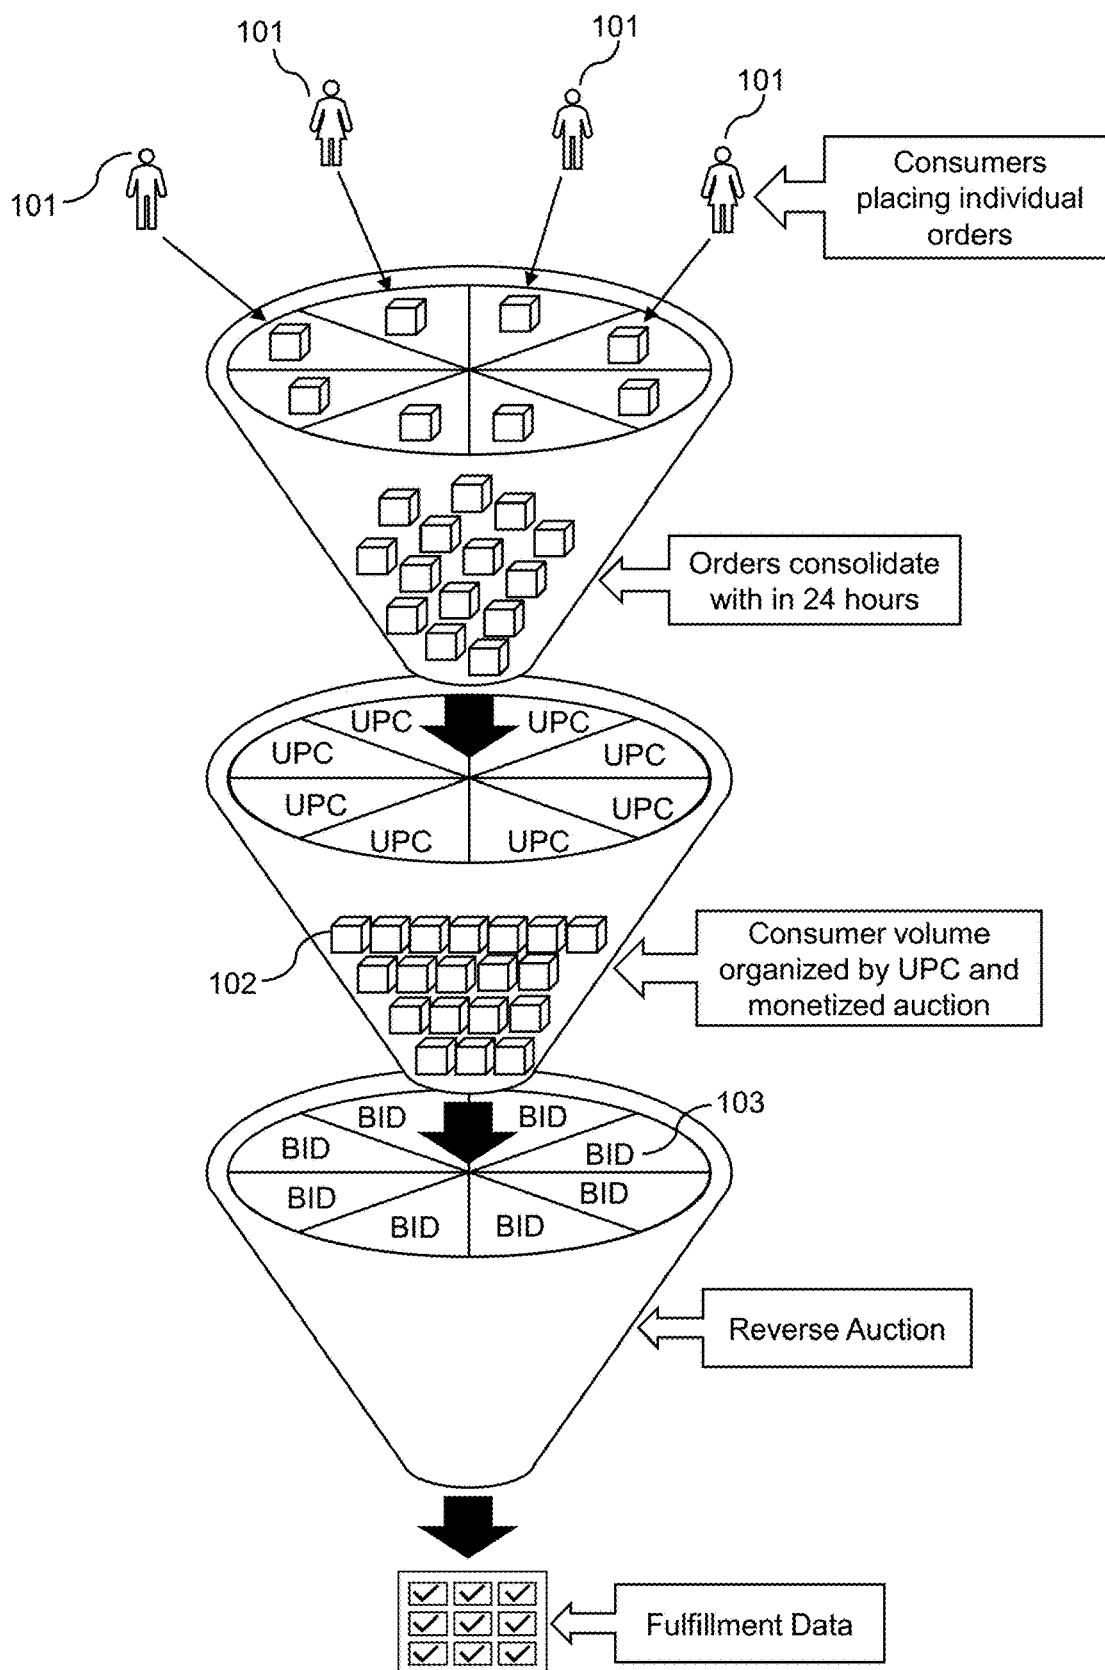 101
101
101
101
101
Consumers
placing individual
orders
Orders consolidate
with in 24 hours
UPC
UPC
UPC
UPC
UPC
UPC
UPC
UPC
102
Consumer volume
organized by UPC and
monetized auction
103
BID
BID
BID
BID
BID
BID
BID
BID
Reverse Auction
Fulfillment Data